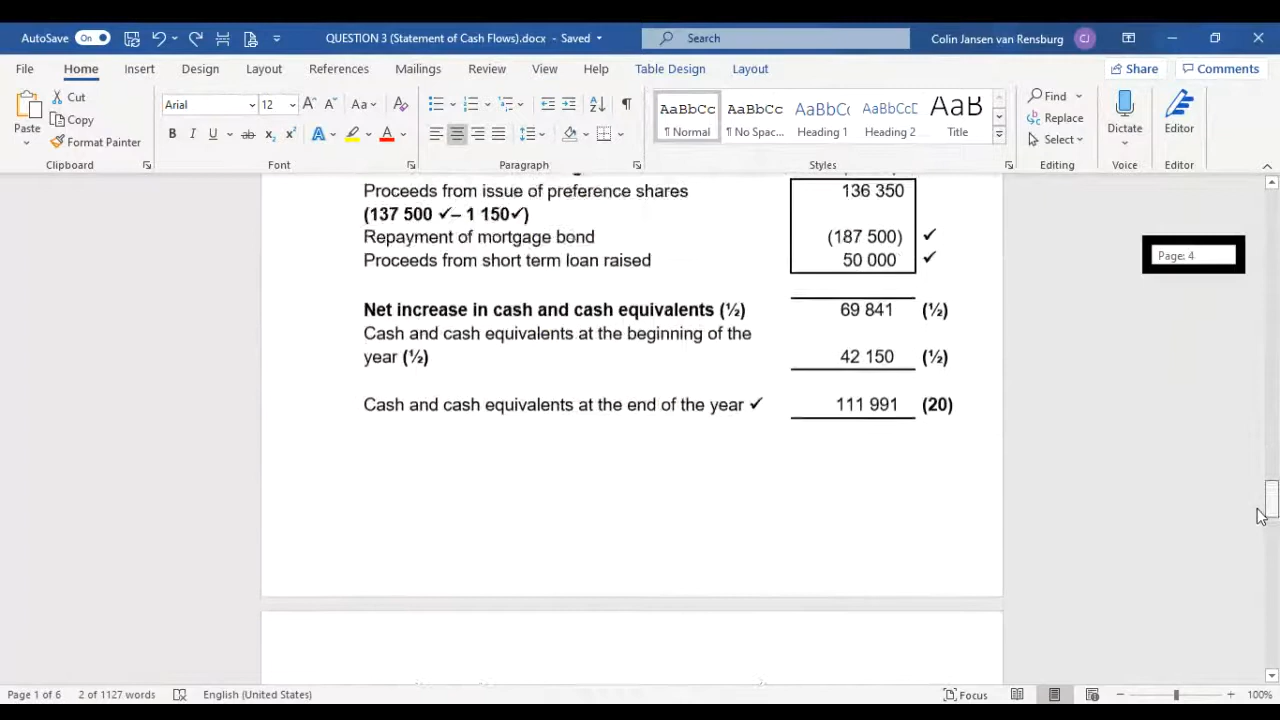 AutoSave On QUESTION 3 (Statement of Cash Flows).docx - Saved Search Colin Jansen van Rensburg CJ
File Home Insert Design Layout References Mailings Review View Help Table Design Layout Share Comments
Paste Cut Copy Format Painter
Clipboard
Arial 12 Aa
B I U ab x₂ x² A A
Font
Paragraph
AaBbCc AaBbCc AaBbC( AaBbCcD AaB
¶ Normal ¶ No Spac... Heading 1 Heading 2 Title
Styles
Find
Replace
Select
Editing
Dictate
Voice
Editor
Editor
Proceeds from issue of preference shares 136 350
(137 500 ✓– 1 150✓)
Repayment of mortgage bond (187 500) ✓
Proceeds from short term loan raised 50 000 ✓
Page: 4
Net increase in cash and cash equivalents (½) 69 841 (½)
Cash and cash equivalents at the beginning of the
year (½) 42 150 (½)
Cash and cash equivalents at the end of the year ✓ 111 991 (20)
Page 1 of 6 2 of 1127 words English (United States) Focus 100%